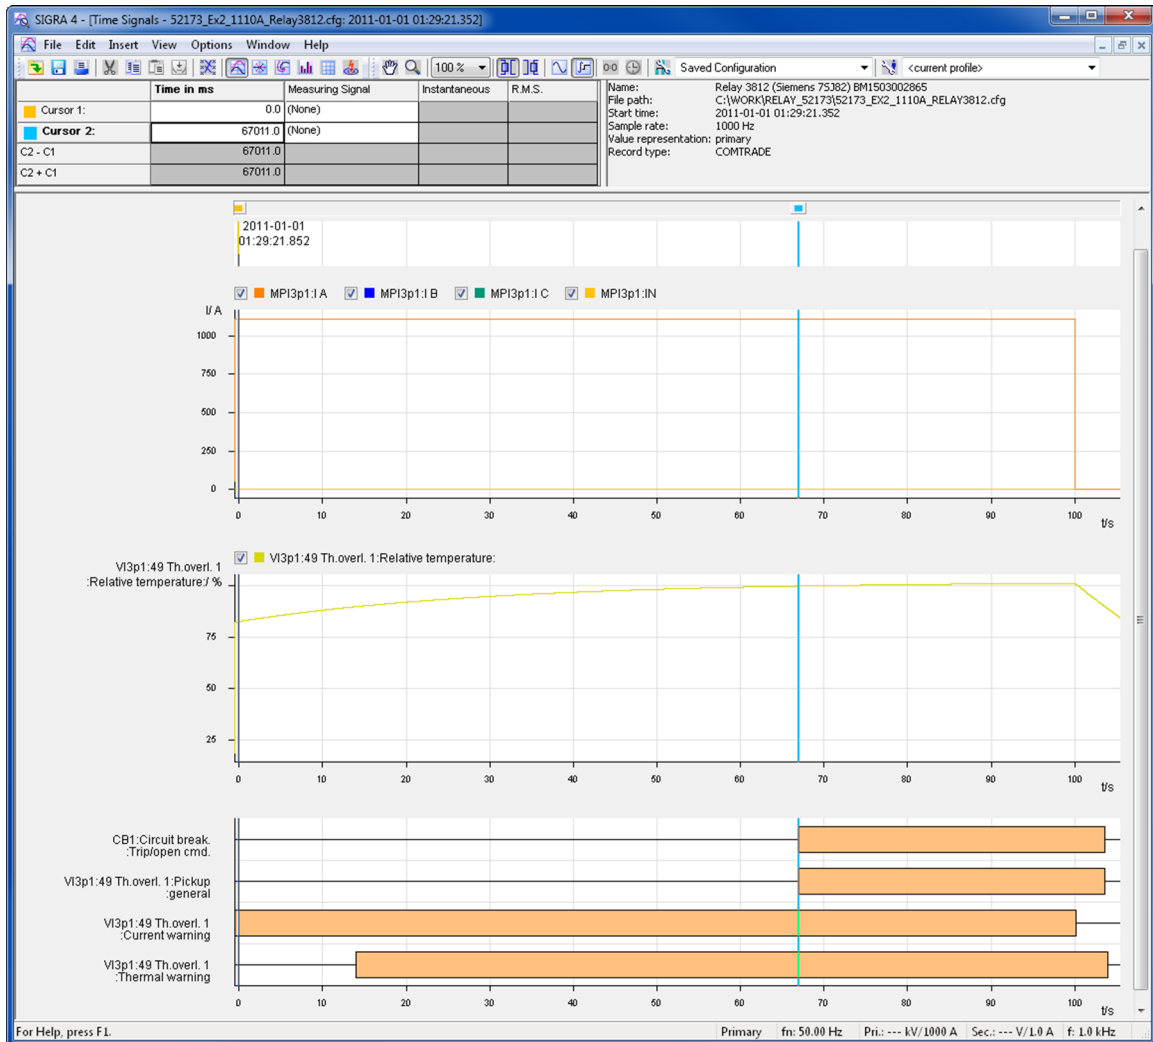 SIGRA 4 - [Time Signals - 52173_Ex2_1110A_Relay3812.cfg: 2011-01-01 01:29:21.352]
File Edit Insert View Options Window Help
100 % Saved Configuration <current profile>
Time in ms Measuring Signal Instantaneous R.M.S.
Cursor 1: 0.0 (None)
Cursor 2: 67011.0 (None)
C2 - C1 67011.0
C2 + C1 67011.0
Name: Relay 3812 (Siemens 7SJ82) BM1503002865
File path: C:\WORK\RELAY_52173\52173_EX2_1110A_RELAY3812.cfg
Start time: 2011-01-01 01:29:21.352
Sample rate: 1000 Hz
Value representation: primary
Record type: COMTRADE
2011-01-01
01:29:21.852
MPI3p1:I A MPI3p1:I B MPI3p1:I C MPI3p1:IN
I/ A
1000
750
500
250
0
0 10 20 30 40 50 60 70 80 90 100
t/s
VI3p1:49 Th.overl. 1:Relative temperature:
VI3p1:49 Th.overl. 1
:Relative temperature:/ %
75
50
25
0 10 20 30 40 50 60 70 80 90 100
t/s
CB1:Circuit break.
:Trip/open cmd.
VI3p1:49 Th.overl. 1:Pickup
:general
VI3p1:49 Th.overl. 1
:Current warning
VI3p1:49 Th.overl. 1
:Thermal warning
0 10 20 30 40 50 60 70 80 90 100
t/s
For Help, press F1. Primary fn: 50.00 Hz Pri.: --- kV/1000 A Sec.: --- V/1.0 A f: 1.0 kHz